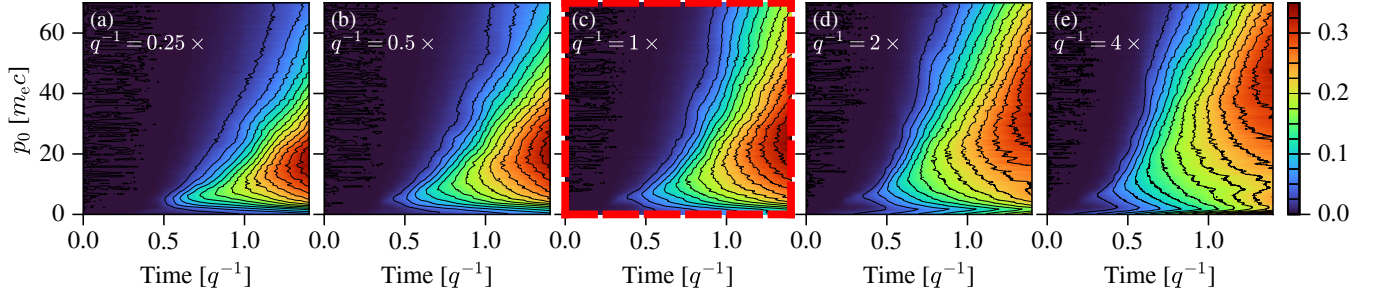 (a) (b) (c) (d) (e)
q⁻¹ = 0.25 × q⁻¹ = 0.5 × q⁻¹ = 1 × q⁻¹ = 2 × q⁻¹ = 4 ×
60
40
20
0
p₀ [mₑc]
0.3
0.2
0.1
0.0
0.0 0.5 1.0 0.0 0.5 1.0 0.0 0.5 1.0 0.0 0.5 1.0 0.0 0.5 1.0
Time [q⁻¹] Time [q⁻¹] Time [q⁻¹] Time [q⁻¹] Time [q⁻¹]